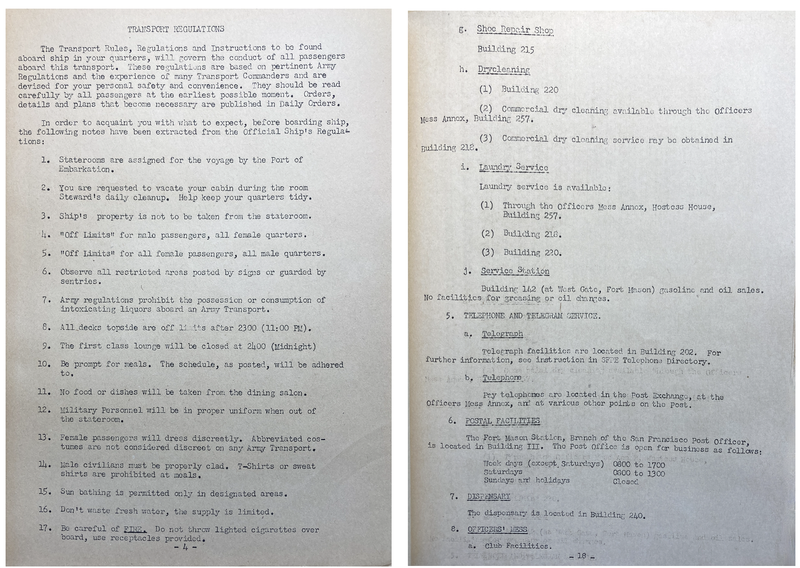 TRANSPORT REGULATIONS
The Transport Rules, Regulations and Instructions to be found
aboard ship in your quarters, will govern the conduct of all passengers
aboard this transport. These regulations are based on pertinent Army
Regulations and the experience of many Transport Commanders and are
devised for your personal safety and convenience. They should be read
carefully by all passengers at the earliest possible moment. Orders,
details and plans that become necessary are published in Daily Orders.
In order to acquaint you with what to expect, before boarding ship,
the following notes have been extracted from the Official Ship's Regula-
tions:
1. Staterooms are assigned for the voyage by the Port of
Embarkation.
2. You are requested to vacate your cabin during the room
Steward's daily cleanup. Help keep your quarters tidy.
3. Ship's property is not to be taken from the stateroom.
4. "Off Limits" for male passengers, all female quarters.
5. "Off Limits" for all female passengers, all male quarters.
6. Observe all restricted areas posted by signs or guarded by
sentries.
7. Army regulations prohibit the possession or consumption of
intoxicating liquors aboard an Army Transport.
8. All decks topside are off limits after 2300 (11:00 PM).
9. The first class lounge will be closed at 2400 (Midnight)
10. Be prompt for meals. The schedule, as posted, will be adhered
to.
11. No food or dishes will be taken from the dining salon.
12. Military Personnel will be in proper uniform when out of
the stateroom.
13. Female passengers will dress discreetly. Abbreviated cos-
tumes are not considered discreet on any Army Transport.
14. Male civilians must be properly clad. T-Shirts or sweat
shirts are prohibited at meals.
15. Sun bathing is permitted only in designated areas.
16. Don't waste fresh water, the supply is limited.
17. Be careful of FIRE. Do not throw lighted cigarettes over
board, use receptacles provided.
- 4 -
g. Shoe Repair Shop
Building 215
h. Drycleaning
(1) Building 220
(2) Commercial dry cleaning available through the Officers
Mess Annex, Building 257.
(3) Commercial dry cleaning service may be obtained in
Building 218.
i. Laundry Service
Laundry service is available:
(1) Through the Officers Mess Annex, Hostess House,
Building 257.
(2) Building 218.
(3) Building 220.
j. Service Station
Building 142 (at West Gate, Fort Mason) gasoline and oil sales.
No facilities for greasing or oil changes.
5. TELEPHONE AND TELEGRAM SERVICE.
a. Telegraph
Telegraph facilities are located in Building 202. For
further information, see instruction in SFPE Telephone Directory.
b. Telephone
Pay telephones are located in the Post Exchange, at the
Officers Mess Annex, and at various other points on the Post.
6. POSTAL FACILITIES
The Fort Mason Station, Branch of the San Francisco Post Officer,
is located in Building III. The Post Office is open for business as follows:
Week days (except Saturdays) 0800 to 1700
Saturdays 0800 to 1300
Sundays and holidays Closed
7. DISPENSARY
The dispensary is located in Building 240.
8. OFFICERS' MESS
a. Club Facilities.
- 18 -